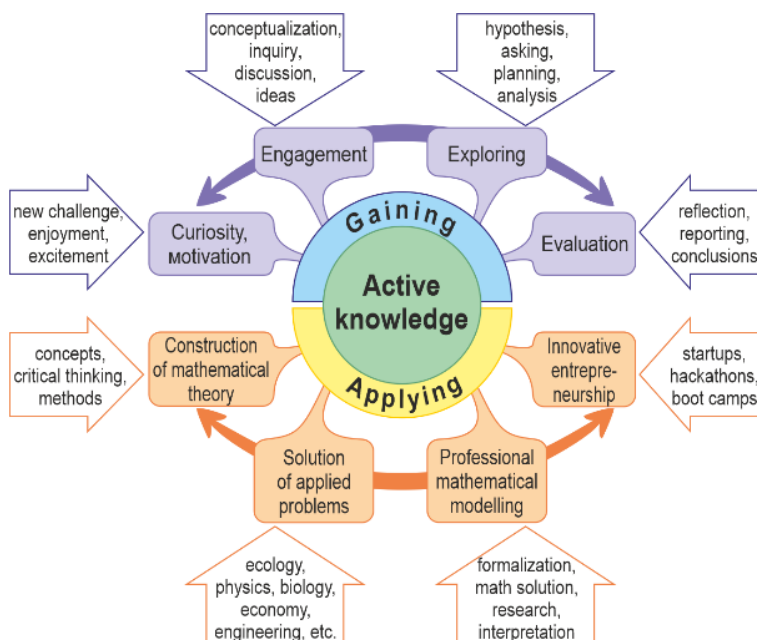 conceptualization,
inquiry,
discussion,
ideas
hypothesis,
asking,
planning,
analysis
Engagement
Exploring
new challenge,
enjoyment,
excitement
Curiosity,
мotivation
Gaining
Evaluation
reflection,
reporting,
conclusions
Active
knowledge
concepts,
critical thinking,
methods
Construction
of mathematical
theory
Applying
Innovative
entrepre-
neurship
startups,
hackathons,
boot camps
Solution
of applied
problems
Professional
mathematical
modelling
ecology,
physics, biology,
economy,
engineering, etc.
formalization,
math solution,
research,
interpretation